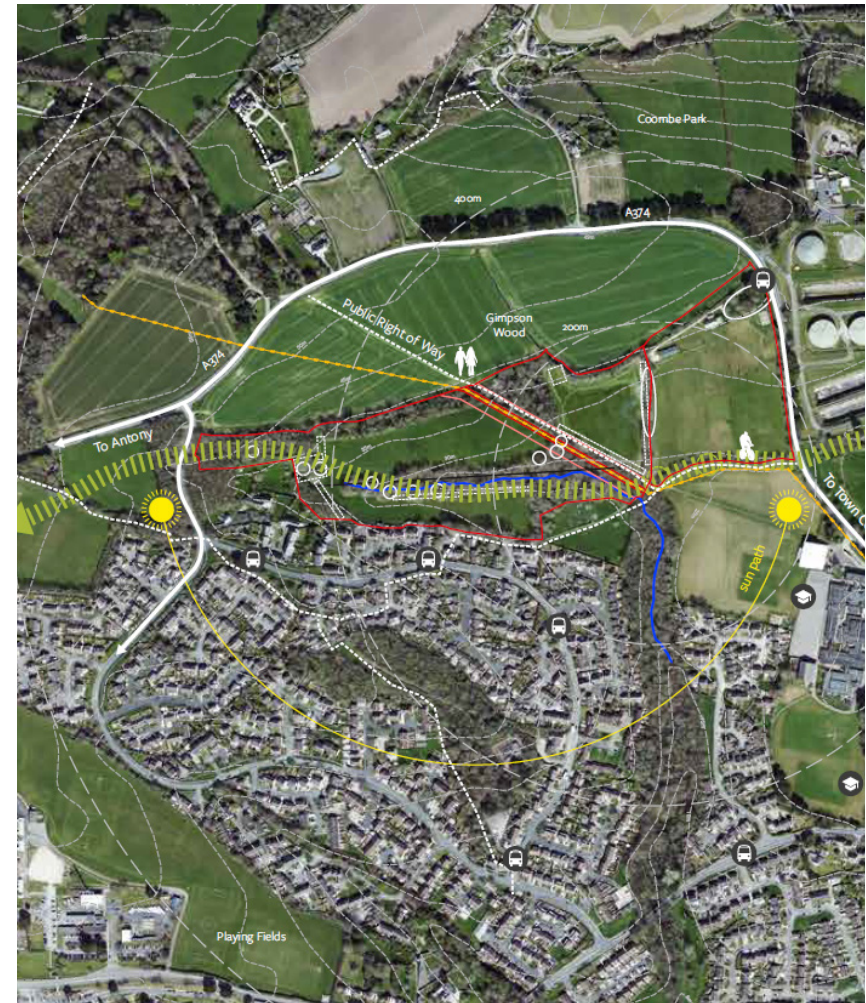 Coombe Park
400m
A374
Public Right of Way
Gimpson
Wood
200m
A374
To Antony
To Town
sun path
Playing Fields